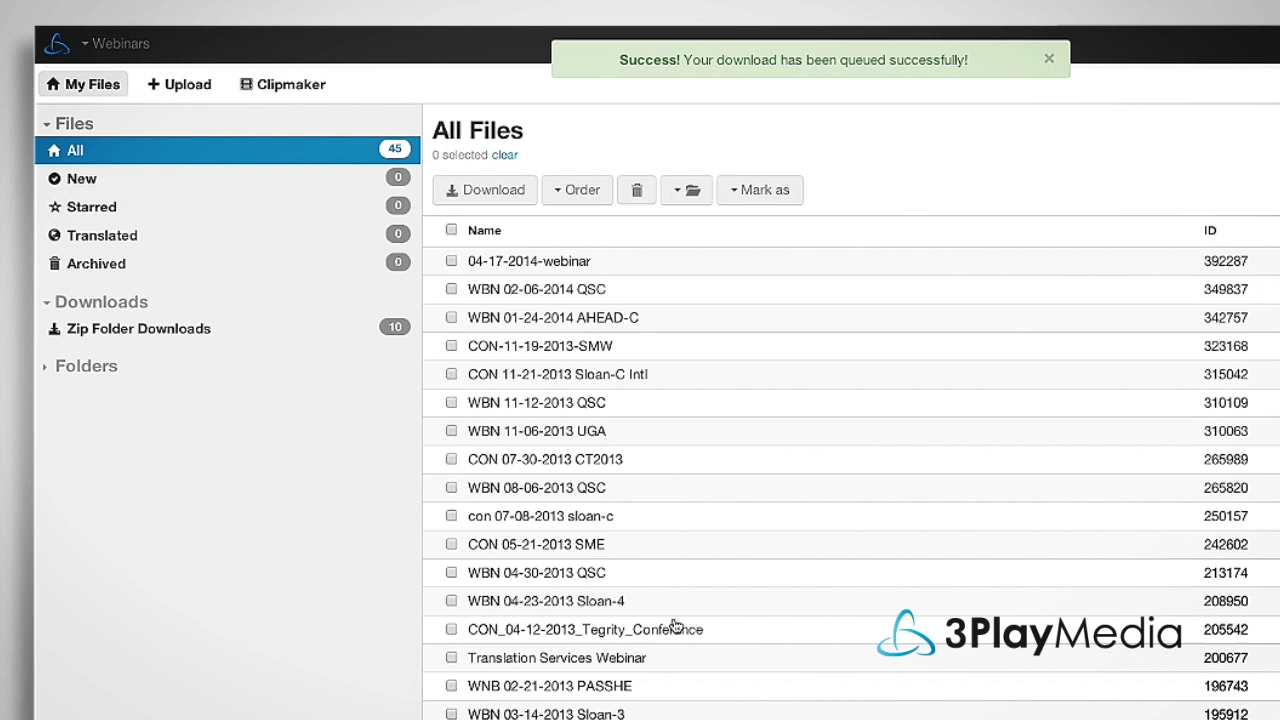 Webinars
Success! Your download has been queued successfully! ×
My Files + Upload Clipmaker
Files
All 45
New 0
Starred 0
Translated 0
Archived 0
Downloads
Zip Folder Downloads 10
Folders
All Files
0 selected clear
Download Order Mark as
Name ID
04-17-2014-webinar 392287
WBN 02-06-2014 QSC 349837
WBN 01-24-2014 AHEAD-C 342757
CON-11-19-2013-SMW 323168
CON 11-21-2013 Sloan-C Intl 315042
WBN 11-12-2013 QSC 310109
WBN 11-06-2013 UGA 310063
CON 07-30-2013 CT2013 265989
WBN 08-06-2013 QSC 265820
con 07-08-2013 sloan-c 250157
CON 05-21-2013 SME 242602
WBN 04-30-2013 QSC 213174
WBN 04-23-2013 Sloan-4 208950
CON_04-12-2013_Tegrity_Conference 205542
Translation Services Webinar 200677
WNB 02-21-2013 PASSHE 196743
WBN 03-14-2013 Sloan-3 195912
3PlayMedia